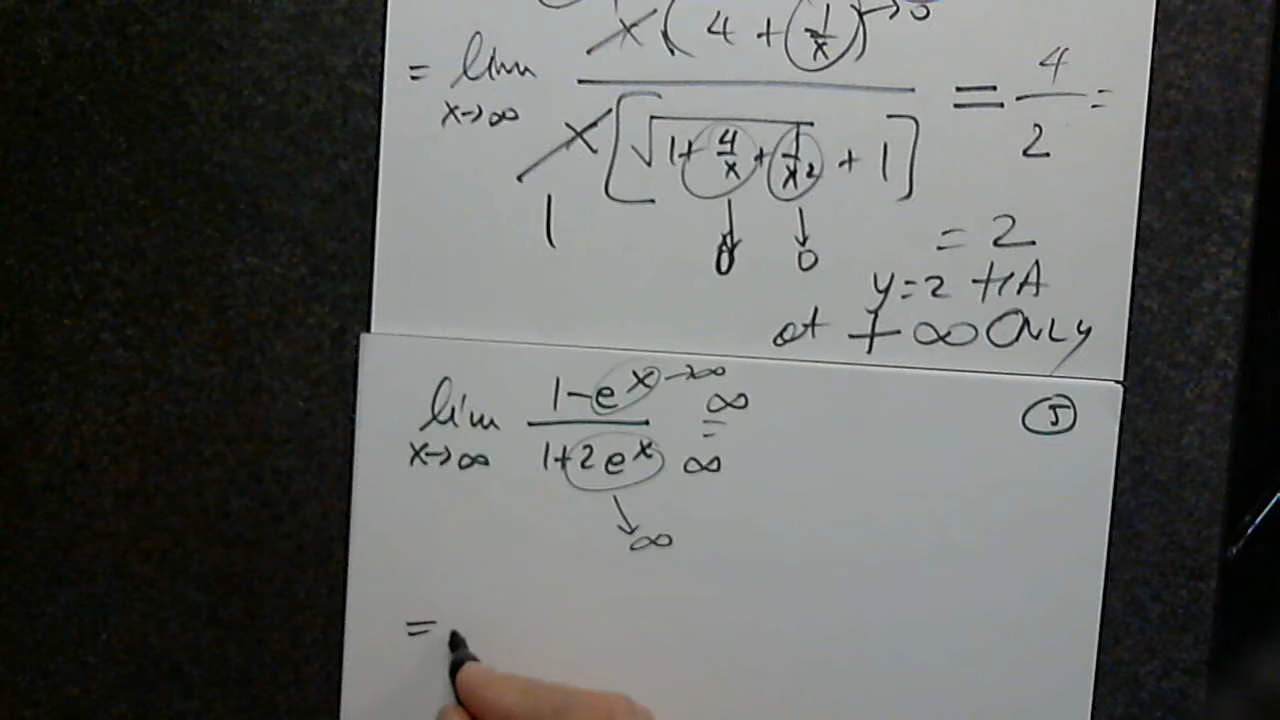 = lim x→∞ x(4 + (1/x))→0 / x[√(1 + 4/x + 1/x²) + 1] = 4/2 =
1 0 0
= 2
y=2 HA
at +∞ ONLY
lim x→∞ (1-e^x)/(1+2e^x) →∞ ∞/∞ = 5
∞
=